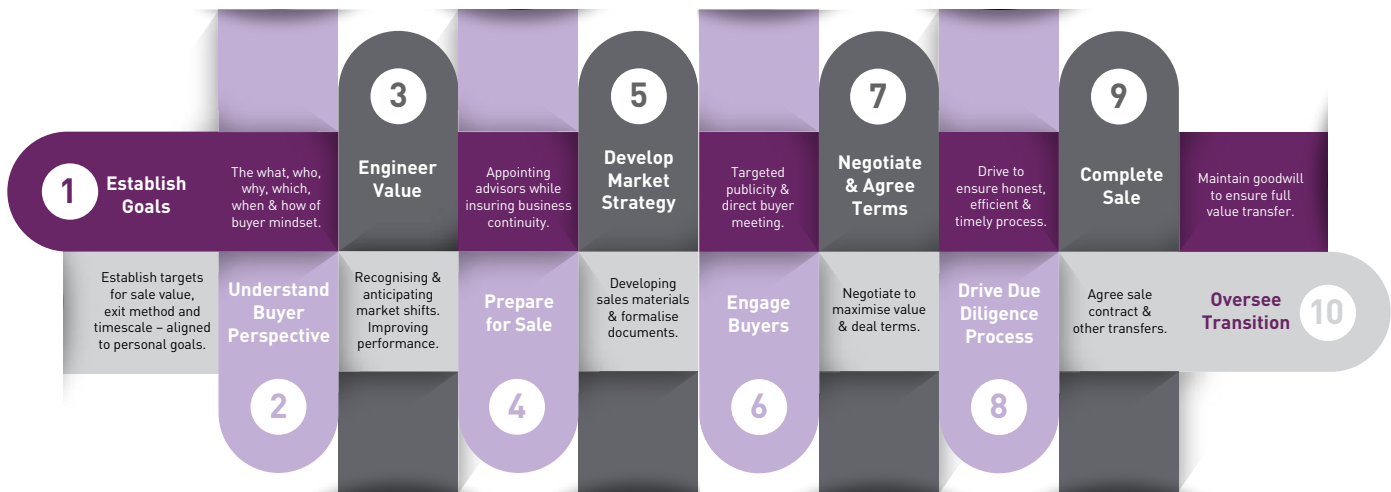 1
Establish
Goals
Establish targets
for sale value,
exit method and
timescale – aligned
to personal goals.
The what, who,
why, which,
when & how of
buyer mindset.
Understand
Buyer
Perspective
2
3
Engineer
Value
Recognising &
anticipating
market shifts.
Improving
performance.
Appointing
advisors while
insuring business
continuity.
Prepare
for Sale
4
5
Develop
Market
Strategy
Developing
sales materials
& formalise
documents.
Targeted
publicity &
direct buyer
meeting.
Engage
Buyers
6
7
Negotiate
& Agree
Terms
Negotiate to
maximise value
& deal terms.
Drive to
ensure honest,
efficient &
timely process.
Drive Due
Diligence
Process
8
9
Complete
Sale
Agree sale
contract &
other transfers.
Maintain goodwill
to ensure full
value transfer.
Oversee
Transition
10